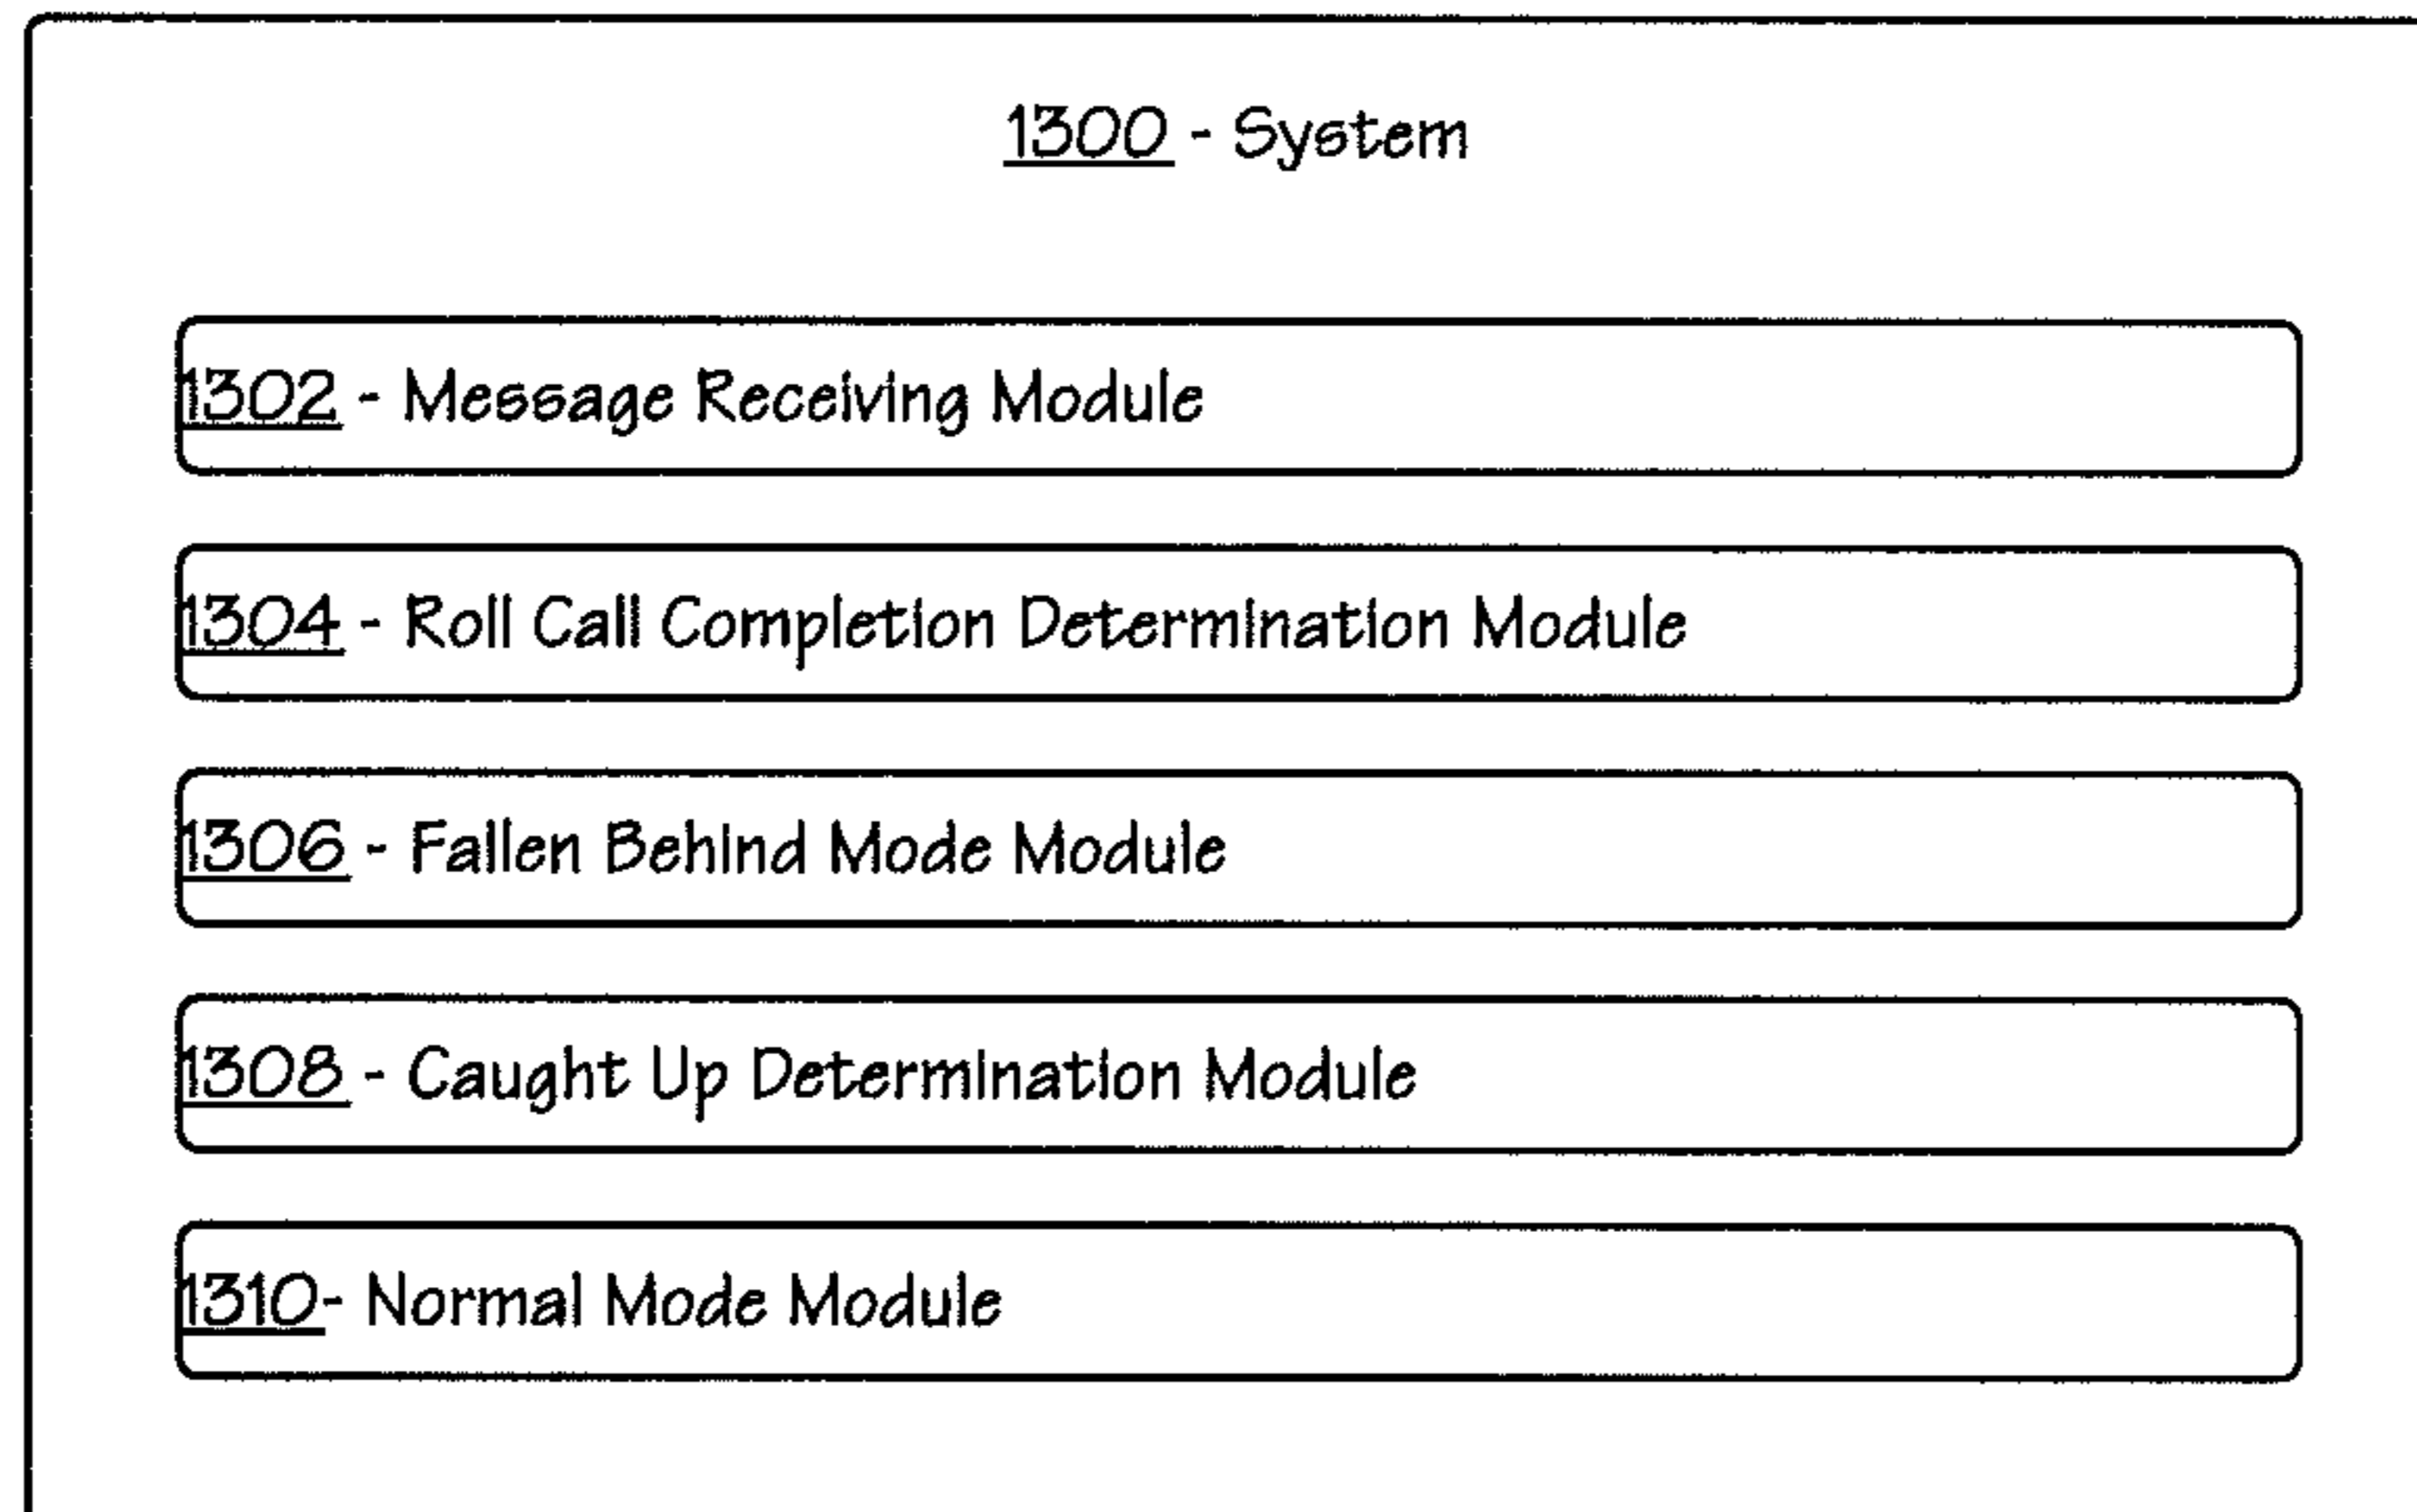 1300 - System
1302 - Message Receiving Module
1304 - Roll Call Completion Determination Module
1306 - Fallen Behind Mode Module
1308 - Caught Up Determination Module
1310- Normal Mode Module